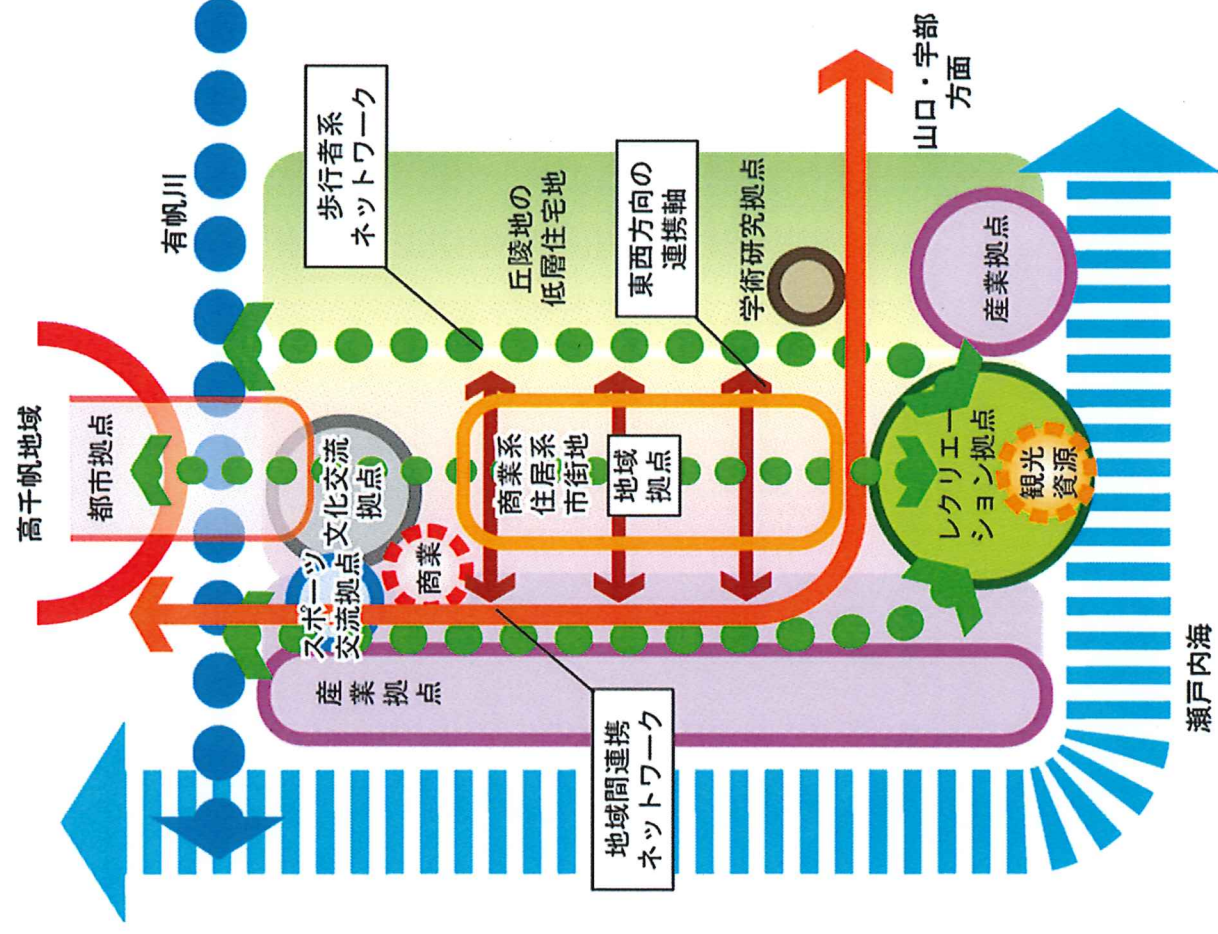 高千帆地域
都市拠点
有帆川
歩行者系
ネットワーク
スポーツ
交流拠点
文化交流
拠点
商業
産業
拠点
丘陵地の
低層住宅地
商業系
住居系
市街地
地域
拠点
東西方向の
連携軸
学術研究拠点
山口・宇部
方面
地域間連携
ネットワーク
レクリエー
ション拠点
観光
資源
産業拠点
瀬戸内海